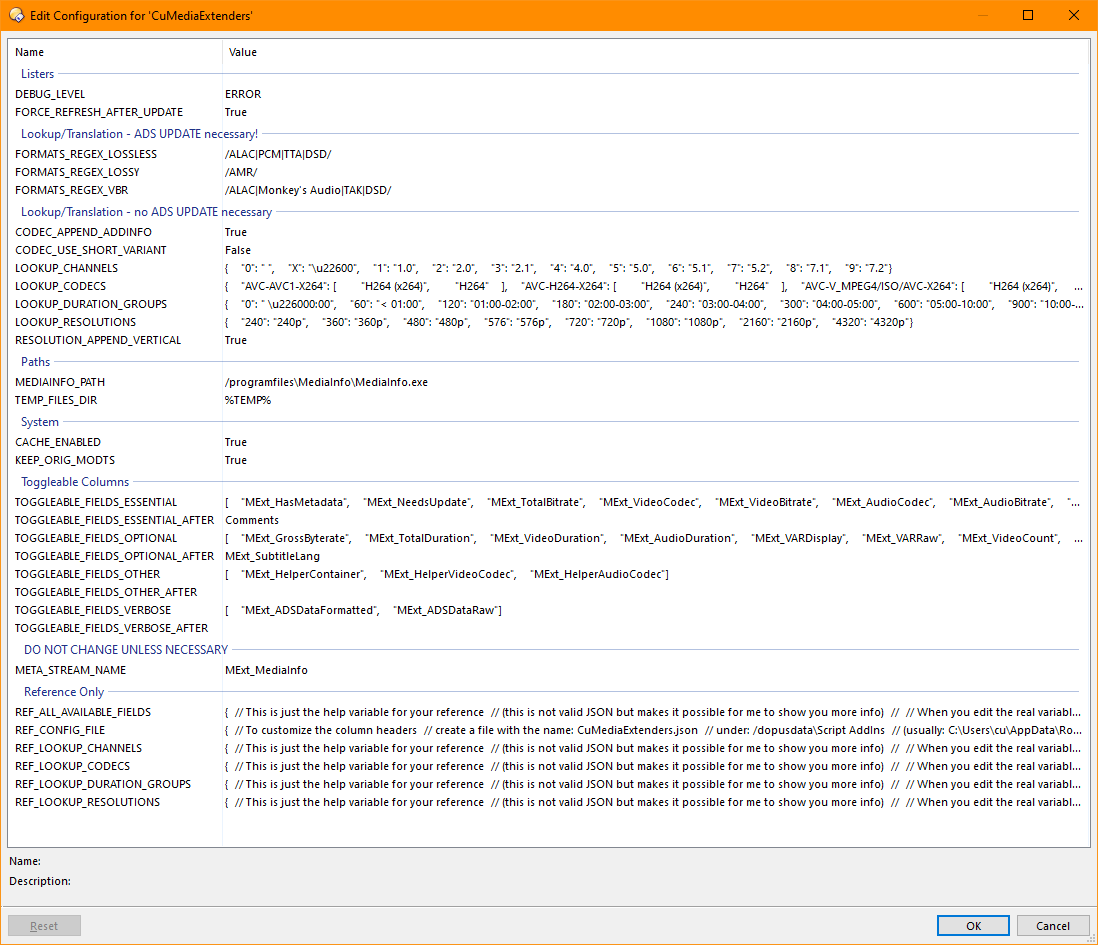 Edit Configuration for 'CuMediaExtenders'
Name Value
Listers
DEBUG_LEVEL ERROR
FORCE_REFRESH_AFTER_UPDATE True
Lookup/Translation - ADS UPDATE necessary!
FORMATS_REGEX_LOSSLESS /ALAC|PCM|TTA|DSD/
FORMATS_REGEX_LOSSY /AMR/
FORMATS_REGEX_VBR /ALAC|Monkey's Audio|TAK|DSD/
Lookup/Translation - no ADS UPDATE necessary
CODEC_APPEND_ADDINFO True
CODEC_USE_SHORT_VARIANT False
LOOKUP_CHANNELS { "0": " ", "X": "\u22600", "1": "1.0", "2": "2.0", "3": "2.1", "4": "4.0", "5": "5.0", "6": "5.1", "7": "5.2", "8": "7.1", "9": "7.2"}
LOOKUP_CODECS { "AVC-AVC1-X264": [ "H264 (x264)", "H264" ], "AVC-H264-X264": [ "H264 (x264)", "H264" ], "AVC-V_MPEG4/ISO/AVC-X264": [ "H264 (x264)", ...
LOOKUP_DURATION_GROUPS { "0": " \u226000:00", "60": "< 01:00", "120": "01:00-02:00", "180": "02:00-03:00", "240": "03:00-04:00", "300": "04:00-05:00", "600": "05:00-10:00", "900": "10:00-...
LOOKUP_RESOLUTIONS { "240": "240p", "360": "360p", "480": "480p", "576": "576p", "720": "720p", "1080": "1080p", "2160": "2160p", "4320": "4320p"}
RESOLUTION_APPEND_VERTICAL True
Paths
MEDIAINFO_PATH /programfiles\MediaInfo\MediaInfo.exe
TEMP_FILES_DIR %TEMP%
System
CACHE_ENABLED True
KEEP_ORIG_MODTS True
Toggleable Columns
TOGGLEABLE_FIELDS_ESSENTIAL [ "MExt_HasMetadata", "MExt_NeedsUpdate", "MExt_TotalBitrate", "MExt_VideoCodec", "MExt_VideoBitrate", "MExt_AudioCodec", "MExt_AudioBitrate", "...
TOGGLEABLE_FIELDS_ESSENTIAL_AFTER Comments
TOGGLEABLE_FIELDS_OPTIONAL [ "MExt_GrossByterate", "MExt_TotalDuration", "MExt_VideoDuration", "MExt_AudioDuration", "MExt_VARDisplay", "MExt_VARRaw", "MExt_VideoCount", ...
TOGGLEABLE_FIELDS_OPTIONAL_AFTER MExt_SubtitleLang
TOGGLEABLE_FIELDS_OTHER [ "MExt_HelperContainer", "MExt_HelperVideoCodec", "MExt_HelperAudioCodec"]
TOGGLEABLE_FIELDS_OTHER_AFTER
TOGGLEABLE_FIELDS_VERBOSE [ "MExt_ADSDataFormatted", "MExt_ADSDataRaw"]
TOGGLEABLE_FIELDS_VERBOSE_AFTER
DO NOT CHANGE UNLESS NECESSARY
META_STREAM_NAME MExt_MediaInfo
Reference Only
REF_ALL_AVAILABLE_FIELDS { // This is just the help variable for your reference // (this is not valid JSON but makes it possible for me to show you more info) // // When you edit the real variabl...
REF_CONFIG_FILE { // To customize the column headers // create a file with the name: CuMediaExtenders.json // under: /dopusdata\Script AddIns // (usually: C:\Users\cu\AppData\Ro...
REF_LOOKUP_CHANNELS { // This is just the help variable for your reference // (this is not valid JSON but makes it possible for me to show you more info) // // When you edit the real variabl...
REF_LOOKUP_CODECS { // This is just the help variable for your reference // (this is not valid JSON but makes it possible for me to show you more info) // // When you edit the real variabl...
REF_LOOKUP_DURATION_GROUPS { // This is just the help variable for your reference // (this is not valid JSON but makes it possible for me to show you more info) // // When you edit the real variabl...
REF_LOOKUP_RESOLUTIONS { // This is just the help variable for your reference // (this is not valid JSON but makes it possible for me to show you more info) // // When you edit the real variabl...
Name:
Description:
Reset OK Cancel